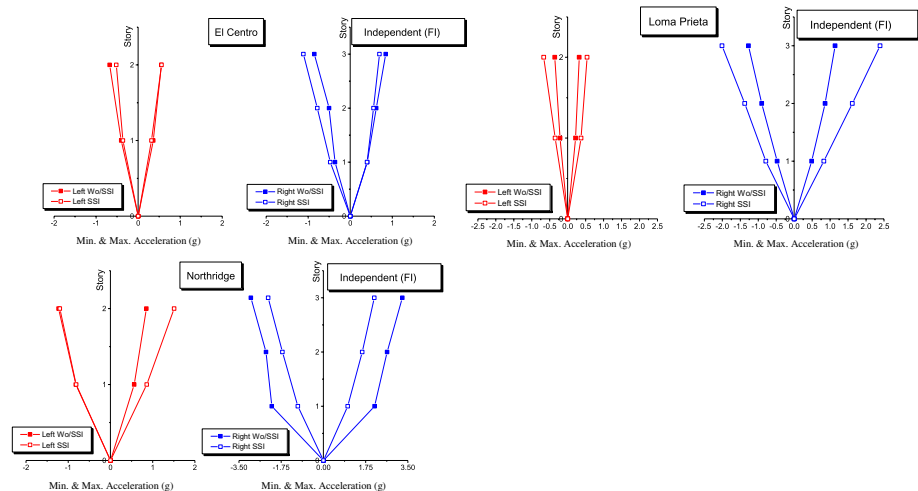 El Centro
Independent (FI)
Story
2
1
0
Left Wo/SSI
Left SSI
-2 -1 0 1 2
Min. & Max. Acceleration (g)
Story
3
2
1
0
Right Wo/SSI
Right SSI
-2 -1 0 1 2
Min. & Max. Acceleration (g)
Loma Prieta
Independent (FI)
Story
2
1
0
Left Wo/SSI
Left SSI
-2.5 -2.0 -1.5 -1.0 -0.5 0.0 0.5 1.0 1.5 2.0 2.5
Min. & Max. Acceleration (g)
Story
3
2
1
0
Right Wo/SSI
Right SSI
-2.5 -2.0 -1.5 -1.0 -0.5 0.0 0.5 1.0 1.5 2.0 2.5
Min. & Max. Acceleration (g)
Northridge
Independent (FI)
Story
2
1
0
Left Wo/SSI
Left SSI
-2 -1 0 1 2
Min. & Max. Acceleration (g)
Story
3
2
1
0
Right Wo/SSI
Right SSI
-3.50 -1.75 0.00 1.75 3.50
Min. & Max. Acceleration (g)